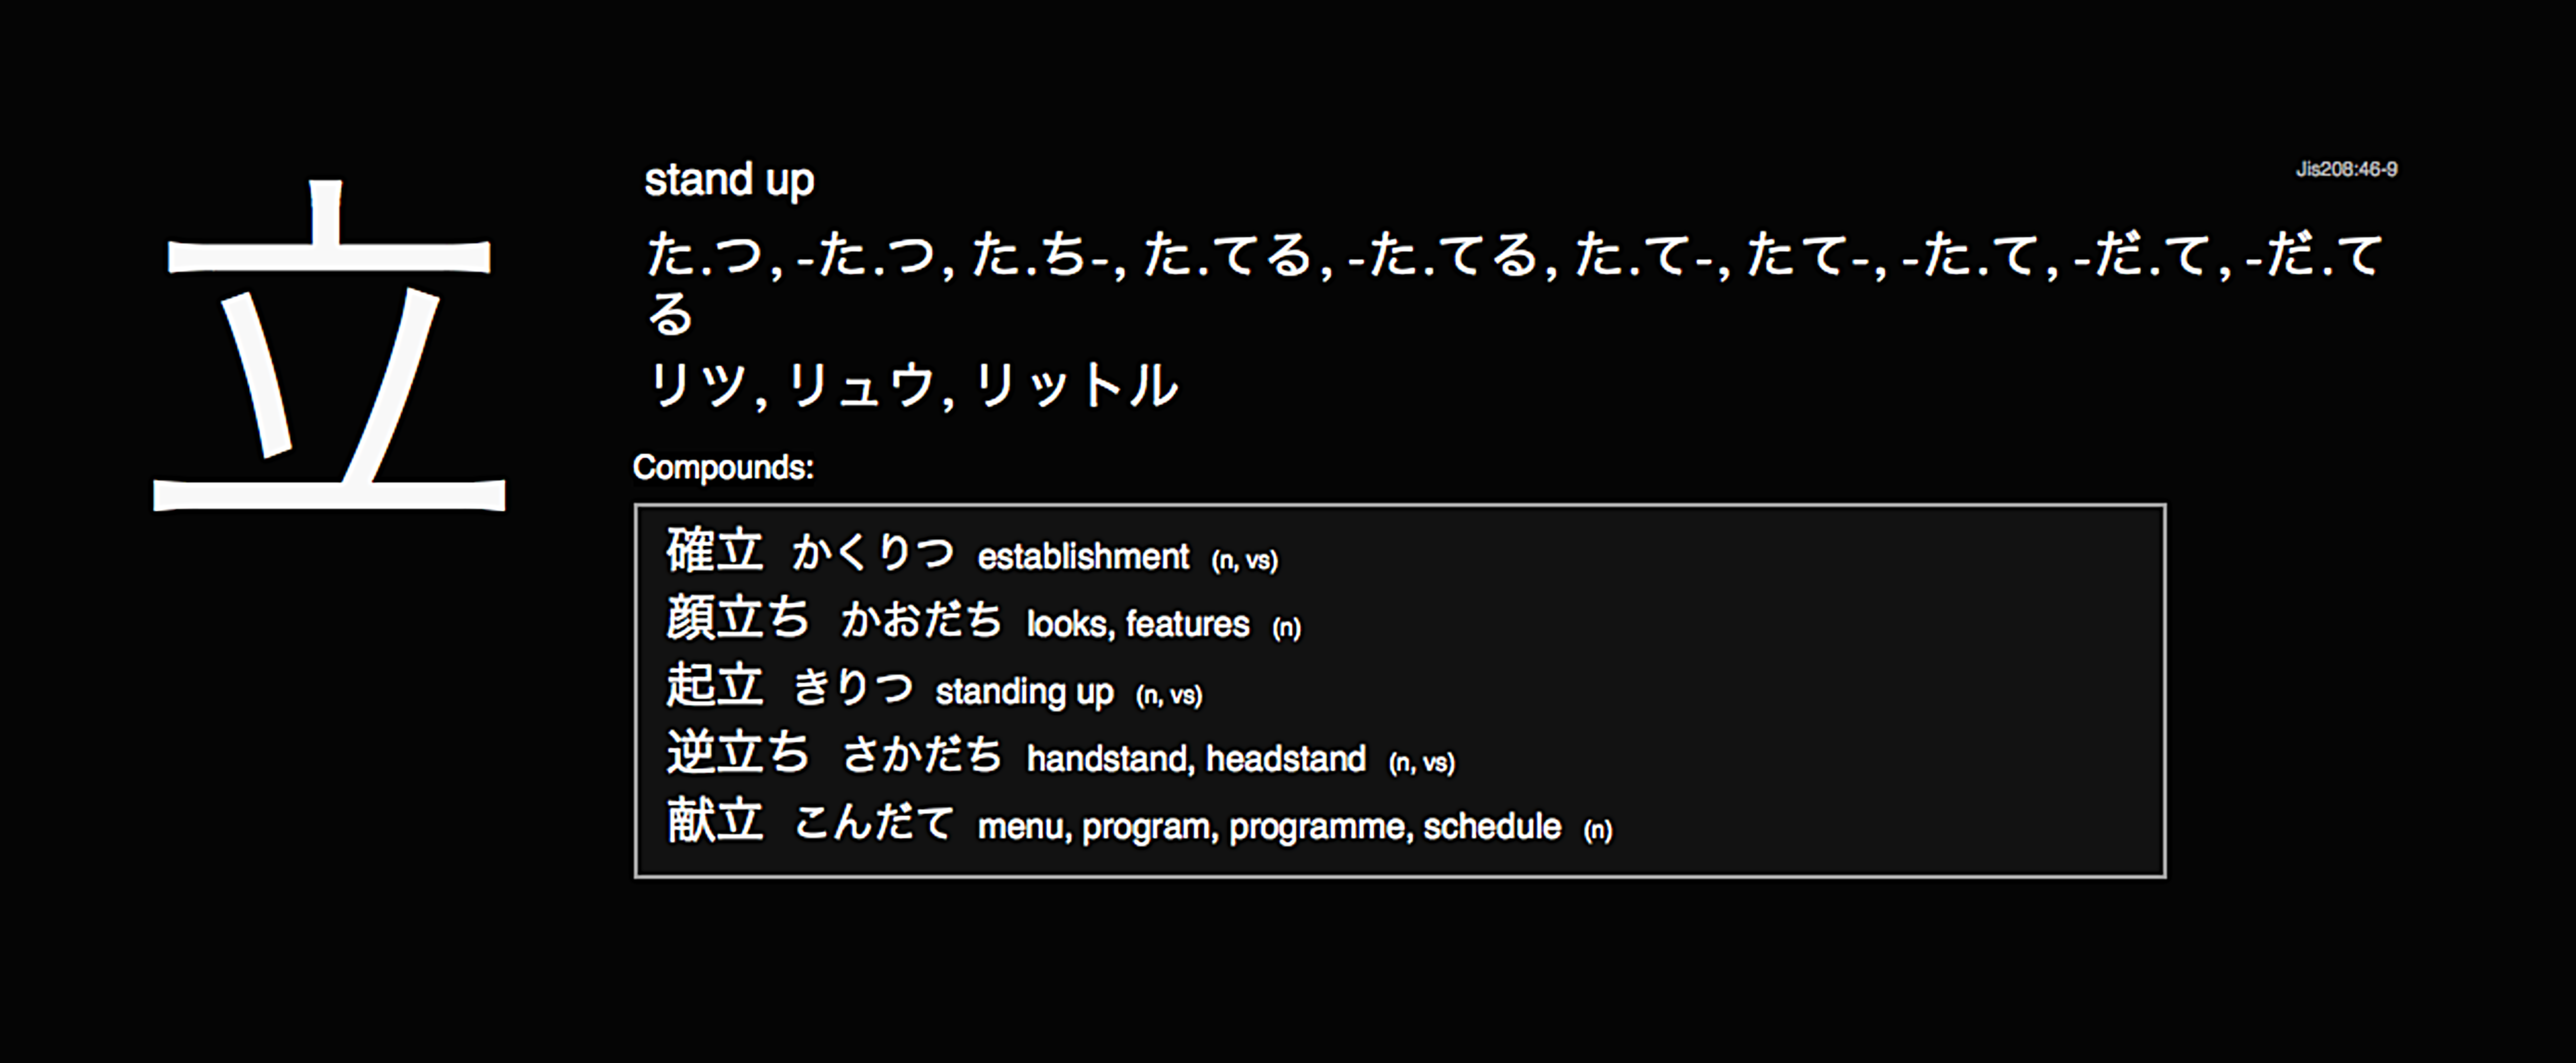 立
stand up
Jis208:46-9
た.つ, -た.つ, た.ち-, た.てる, -た.てる, た.て-, たて-, -た.て, -だ.て, -だ.て
る
リツ, リュウ, リットル
Compounds:
確立 かくりつ establishment (n, vs)
顔立ち かおだち looks, features (n)
起立 きりつ standing up (n, vs)
逆立ち さかだち handstand, headstand (n, vs)
献立 こんだて menu, program, programme, schedule (n)